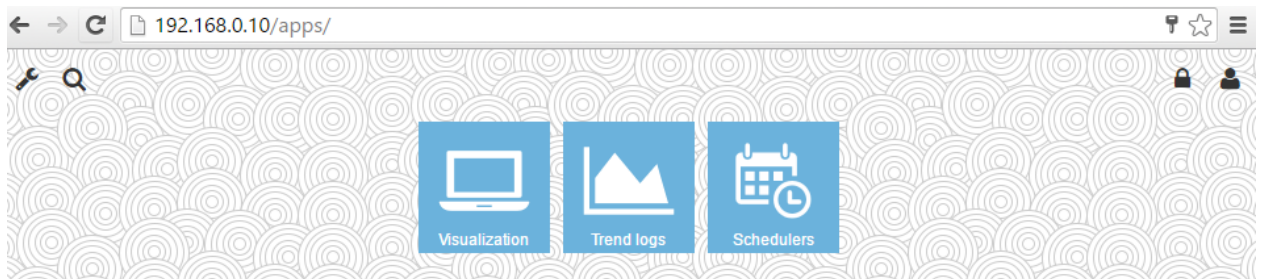 192.168.0.10/apps/
Visualization
Trend logs
Schedulers